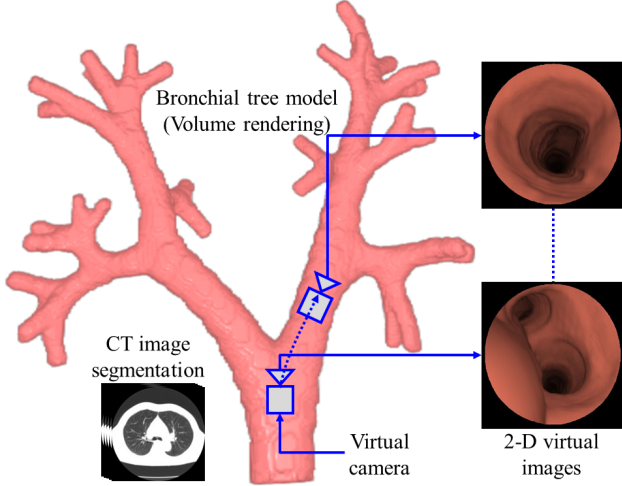 Bronchial tree model
(Volume rendering)
CT image
segmentation
Virtual
camera
2-D virtual
images